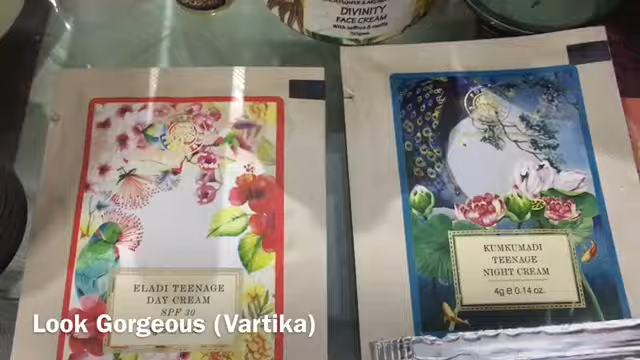 DIVINITY
FACE CREAM
ELADI TEENAGE
DAY CREAM
SPF 30
KUMKUMADI
TEENAGE
NIGHT CREAM
4g e 0.14 oz.
Look Gorgeous (Vartika)